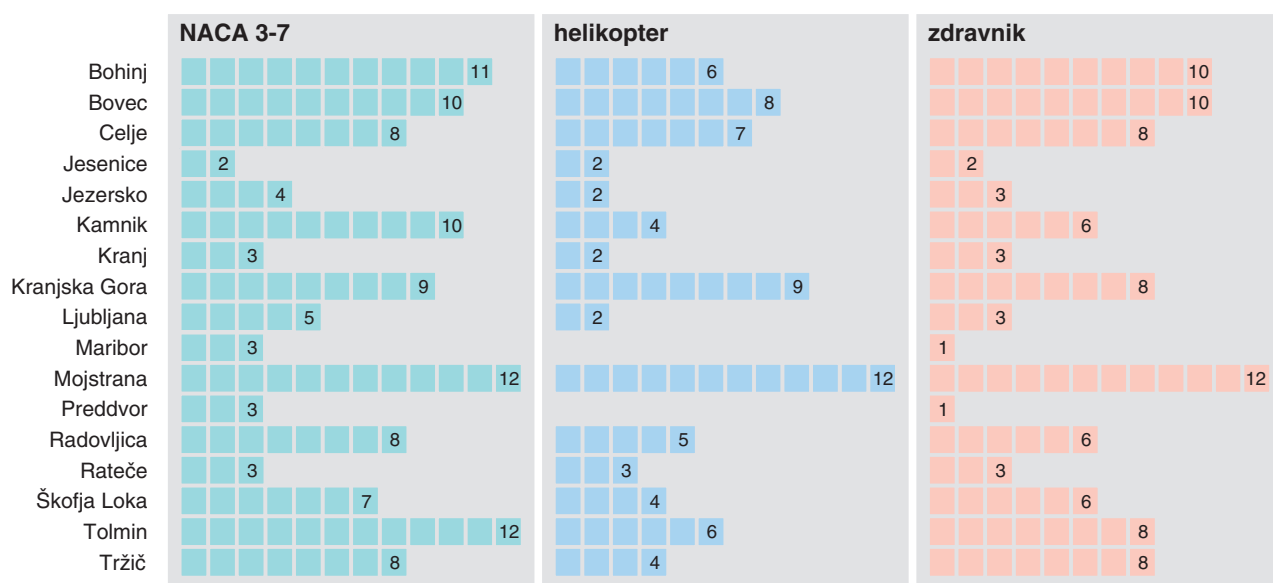 NACA 3-7 helikopter zdravnik
Bohinj 11 6 10
Bovec 10 8 10
Celje 8 7 8
Jesenice 2 2 2
Jezersko 4 2 3
Kamnik 10 4 6
Kranj 3 2 3
Kranjska Gora 9 9 8
Ljubljana 5 2 3
Maribor 3 1
Mojstrana 12 12 12
Preddvor 3 1
Radovljica 8 5 6
Rateče 3 3 3
Škofja Loka 7 4 6
Tolmin 12 6 8
Tržič 8 4 8